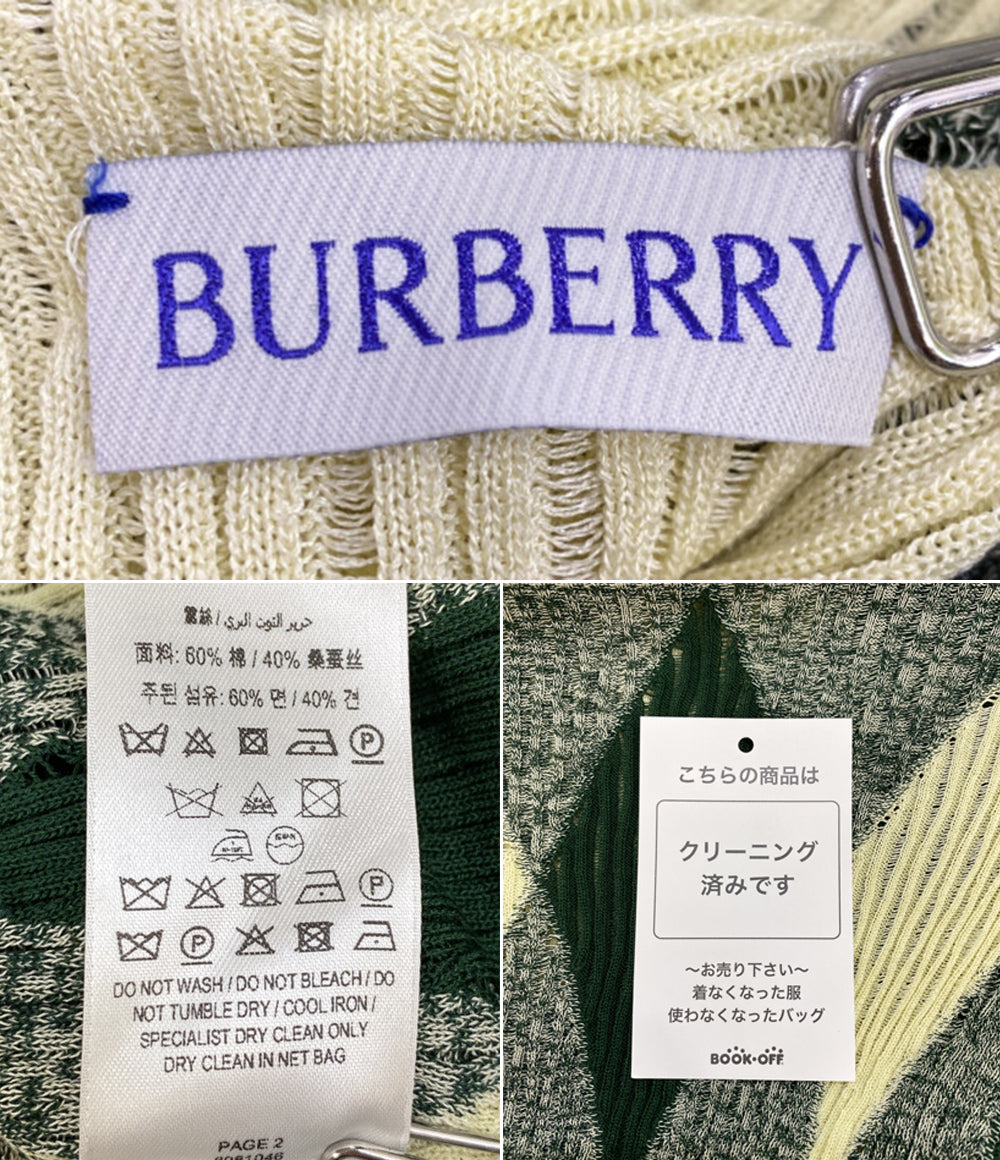 BURBERRY
حرير التوت البري / 蠶絲
面料: 60% 棉 / 40% 桑蚕丝
주된 섬유: 60% 면 / 40% 견
P
P
P
DO NOT WASH / DO NOT BLEACH / DO
NOT TUMBLE DRY / COOL IRON /
SPECIALIST DRY CLEAN ONLY
DRY CLEAN IN NET BAG
PAGE 2
こちらの商品は
クリーニング
済みです
〜お売り下さい〜
着なくなった服
使わなくなったバッグ
BOOK·OFF